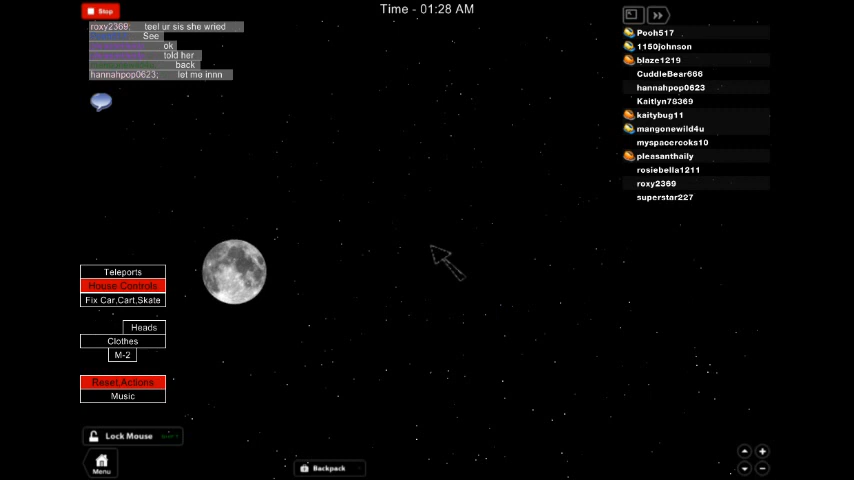 Stop
Time - 01:28 AM
roxy2369; teel ur sis she wried
See
ok
told her
back
hannahpop0623; let me innn
Pooh517
1150johnson
blaze1219
CuddleBear666
hannahpop0623
Kaitlyn78369
kaitybug11
mangonewild4u
myspacercoks10
pleasanthaily
rosiebella1211
roxy2369
superstar227
Teleports
House Controls
Fix Car,Cart,Skate
Heads
Clothes
M-2
Reset,Actions
Music
Lock Mouse
Menu
Backpack